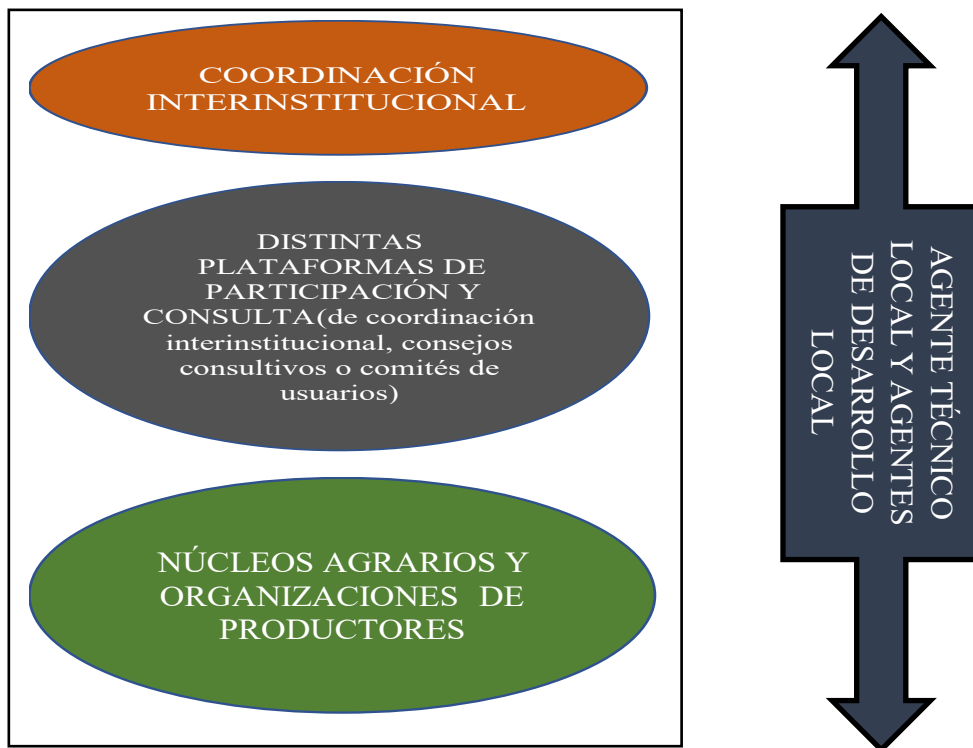 COORDINACIÓN
INTERINSTITUCIONAL
DISTINTAS
PLATAFORMAS DE
PARTICIPACIÓN Y
CONSULTA(de coordinación
interinstitucional, consejos
consultivos o comités de
usuarios)
NÚCLEOS AGRARIOS Y
ORGANIZACIONES DE
PRODUCTORES
AGENTE TÉCNICO
LOCAL Y AGENTES
DE DESARROLLO
LOCAL